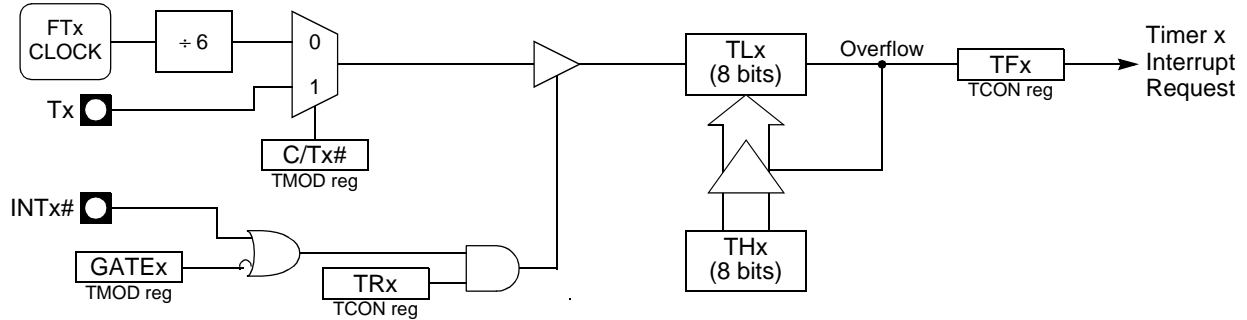 FTx
CLOCK
÷ 6
0
1
Tx
C/Tx#
TMOD reg
TLx
(8 bits)
Overflow
TFx
TCON reg
Timer x
Interrupt
Request
INTx#
GATEx
TMOD reg
TRx
TCON reg
THx
(8 bits)